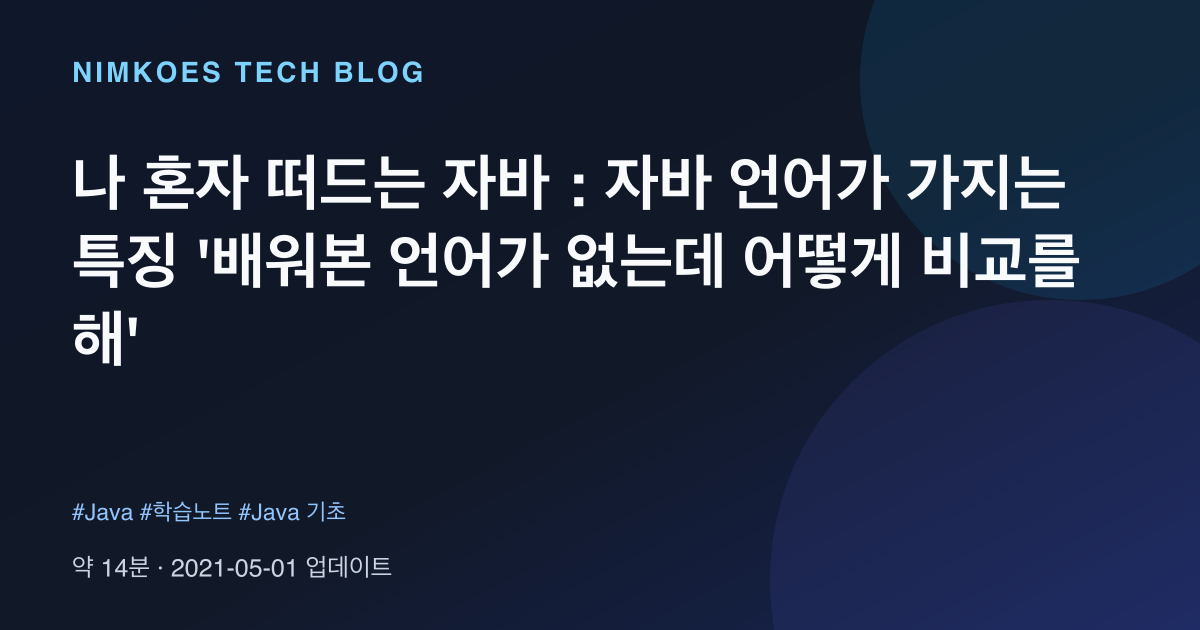 NIMKOES TECH BLOG
나 혼자 떠드는 자바 : 자바 언어가 가지는
특징 '배워본 언어가 없는데 어떻게 비교를
해'
#Java #학습노트 #Java 기초
약 14분 · 2021-05-01 업데이트